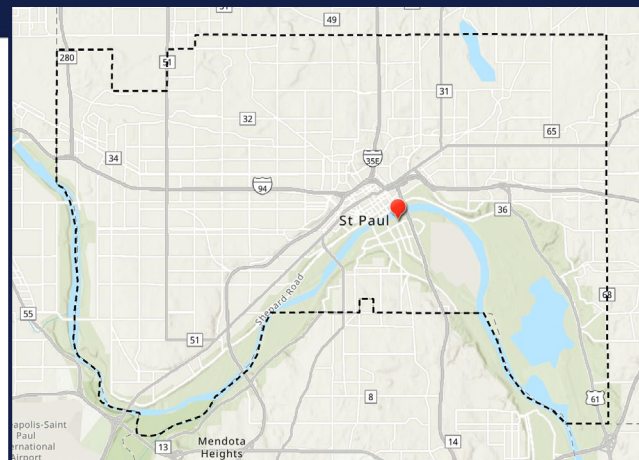 49
51
280
31
32
65
34
35E
94
36
St Paul
Shepard Road
68
55
51
8
61
apolis-Saint
Paul
ernational
Airport
13
Mendota
Heights
14